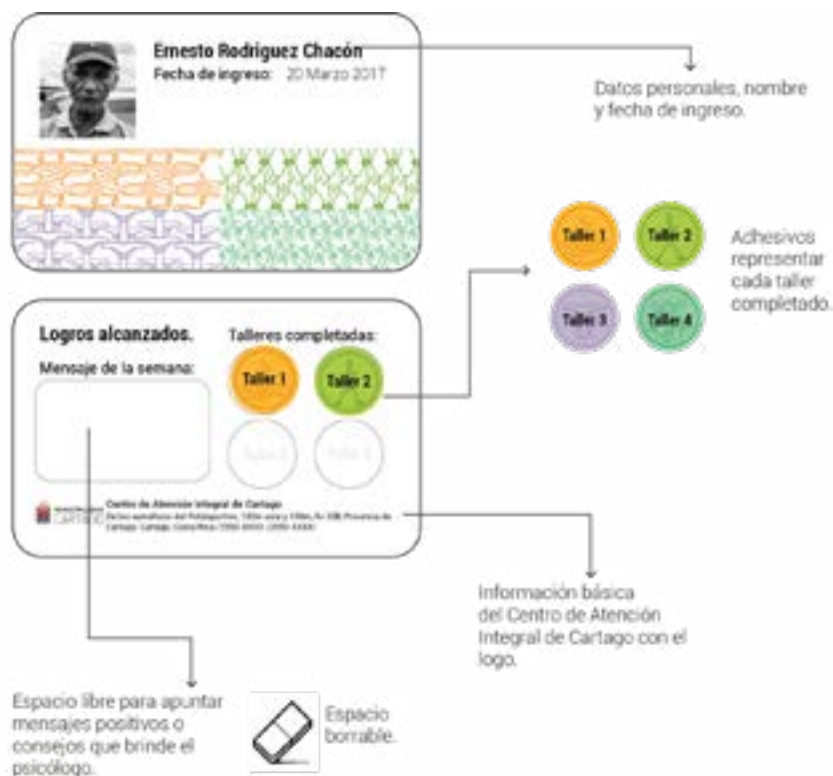 Ernesto Rodriguez Chacón
Fecha de ingreso: 20 Marzo 2017
Datos personales, nombre
y fecha de ingreso.
Taller 1
Taller 2
Taller 3
Taller 4
Adhesivos
representar
cada taller
completado.
Logros alcanzados.
Mensaje de la semana:
Talleres completadas:
Taller 1
Taller 2
CARTAGO
Centro de Atención Integral de Cartago
Información básica
del Centro de Atención
Integral de Cartago con el
logo.
Espacio libre para apuntar
mensajes positivos o
consejos que brinde el
psicólogo.
Espacio
borrable.